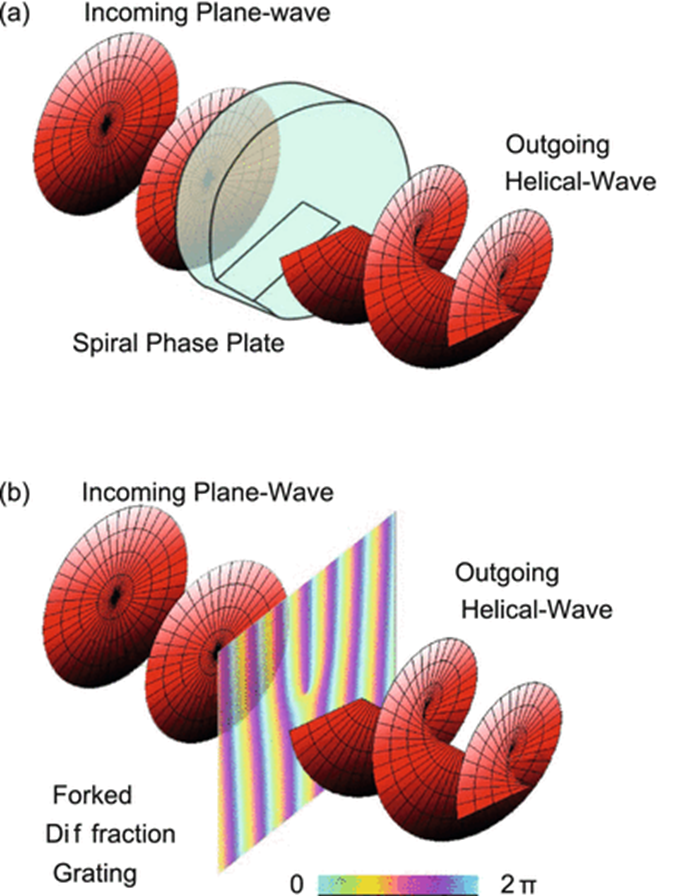 (a) Incoming Plane-wave
Outgoing
Helical-Wave
Spiral Phase Plate
(b) Incoming Plane-Wave
Outgoing
Helical-Wave
Forked
Dif fraction
Grating
0 2π